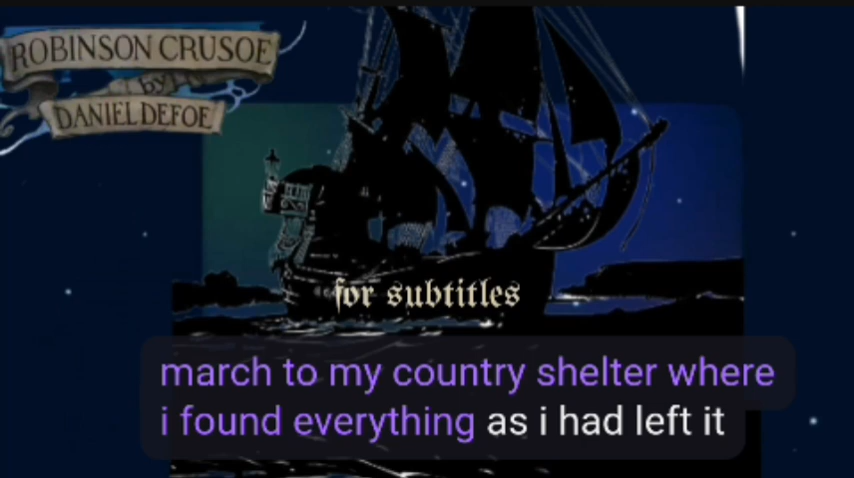 ROBINSON CRUSOE
by
DANIEL DEFOE
for subtitles
march to my country shelter where
i found everything as i had left it